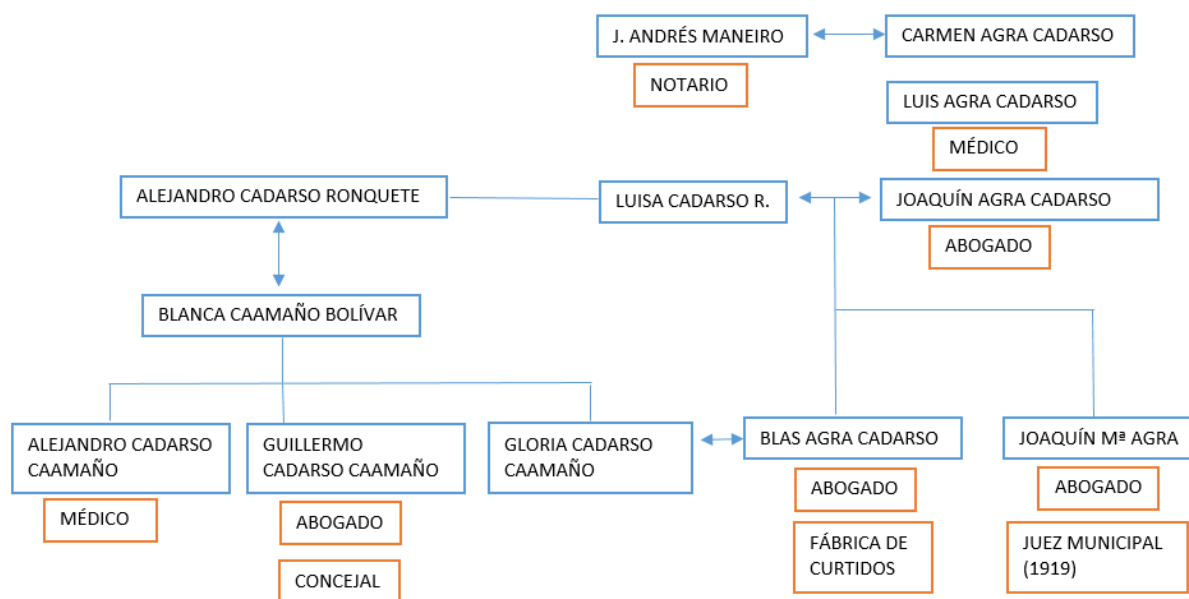 J. ANDRÉS MANEIRO
CARMEN AGRA CADARSO
NOTARIO
LUIS AGRA CADARSO
MÉDICO
ALEJANDRO CADARSO RONQUETE
LUISA CADARSO R.
JOAQUÍN AGRA CADARSO
ABOGADO
BLANCA CAAMAÑO BOLÍVAR
ALEJANDRO CADARSO
CAAMAÑO
MÉDICO
GUILLERMO
CADARSO CAAMAÑO
ABOGADO
CONCEJAL
GLORIA CADARSO
CAAMAÑO
BLAS AGRA CADARSO
ABOGADO
FÁBRICA DE
CURTIDOS
JOAQUÍN Mª AGRA
ABOGADO
JUEZ MUNICIPAL
(1919)